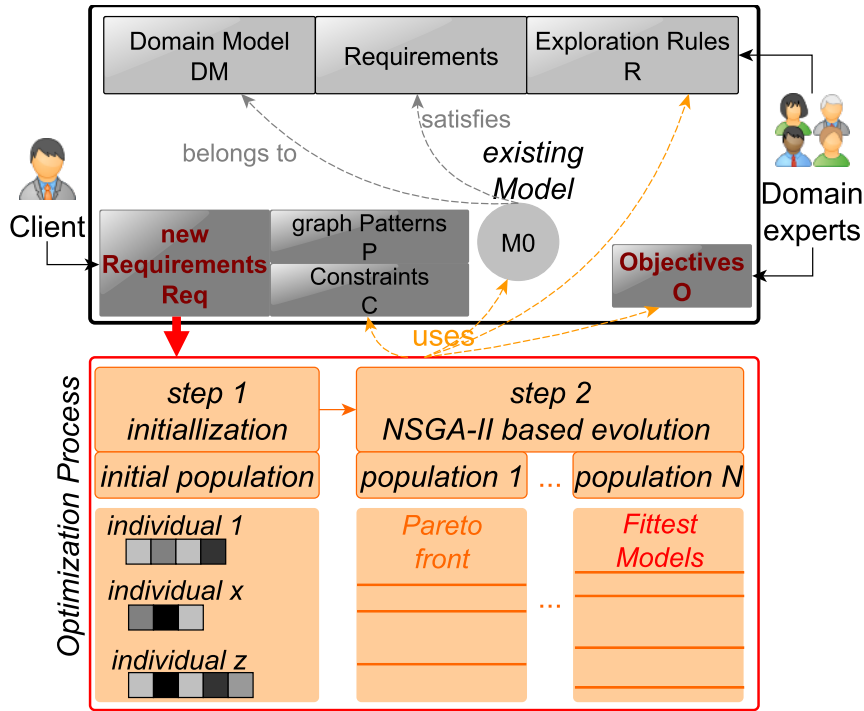 Domain Model
DM
Requirements
Exploration Rules
R
satisfies
belongs to
existing
Model
M0
Client
Domain
experts
new
Requirements
Req
graph Patterns
P
Constraints
C
Objectives
O
uses
Optimization Process
step 1
initiallization
step 2
NSGA-II based evolution
initial population
population 1
...
population N
individual 1
individual x
individual z
Pareto
front
...
Fittest
Models